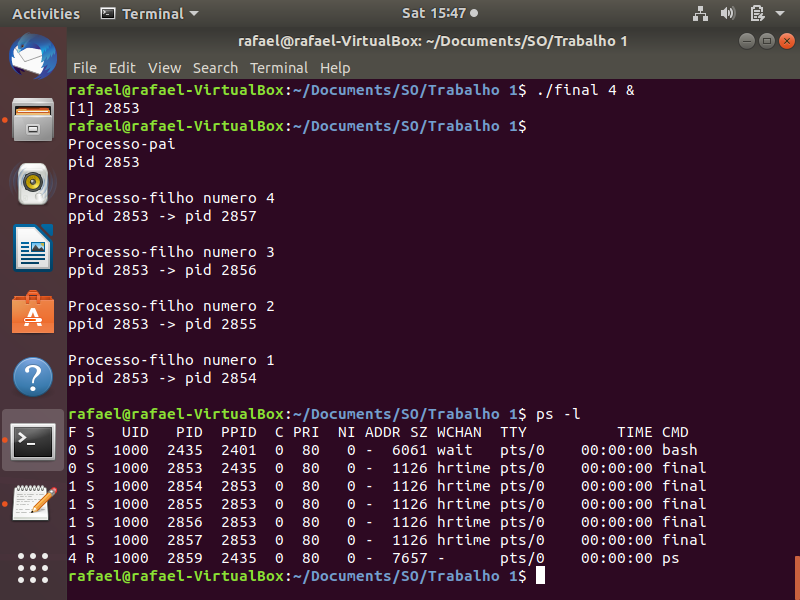 Activities Terminal Sat 15:47
rafael@rafael-VirtualBox: ~/Documents/SO/Trabalho 1
File Edit View Search Terminal Help
rafael@rafael-VirtualBox:~/Documents/SO/Trabalho 1$ ./final 4 &
[1] 2853
rafael@rafael-VirtualBox:~/Documents/SO/Trabalho 1$
Processo-pai
pid 2853
Processo-filho numero 4
ppid 2853 -> pid 2857
Processo-filho numero 3
ppid 2853 -> pid 2856
Processo-filho numero 2
ppid 2853 -> pid 2855
Processo-filho numero 1
ppid 2853 -> pid 2854
rafael@rafael-VirtualBox:~/Documents/SO/Trabalho 1$ ps -l
F S   UID   PID  PPID  C PRI  NI ADDR SZ WCHAN  TTY          TIME CMD
0 S  1000  2435  2401  0  80   0 -  6061 wait   pts/0    00:00:00 bash
0 S  1000  2853  2435  0  80   0 -  1126 hrtime pts/0    00:00:00 final
1 S  1000  2854  2853  0  80   0 -  1126 hrtime pts/0    00:00:00 final
1 S  1000  2855  2853  0  80   0 -  1126 hrtime pts/0    00:00:00 final
1 S  1000  2856  2853  0  80   0 -  1126 hrtime pts/0    00:00:00 final
1 S  1000  2857  2853  0  80   0 -  1126 hrtime pts/0    00:00:00 final
4 R  1000  2859  2435  0  80   0 -  7657 -      pts/0    00:00:00 ps
rafael@rafael-VirtualBox:~/Documents/SO/Trabalho 1$